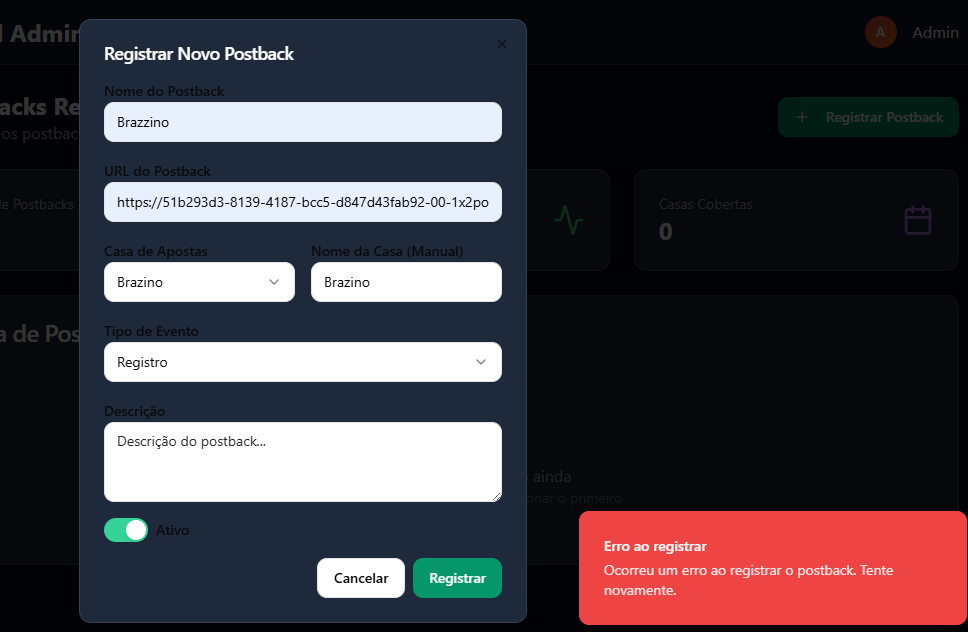 Admin
A
Admin
Registrar Novo Postback
Nome do Postback
Brazzino
acks Re
os postbac
+ Registrar Postback
URL do Postback
https://51b293d3-8139-4187-bcc5-d847d43fab92-00-1x2po
de Postbacks
Casas Cobertas
0
Casa de Apostas
Nome da Casa (Manual)
Brazino
Brazino
Tipo de Evento
a de Pos
Registro
Descrição
Descrição do postback...
ainda
onar o primeiro
Ativo
Cancelar
Registrar
Erro ao registrar
Ocorreu um erro ao registrar o postback. Tente
novamente.